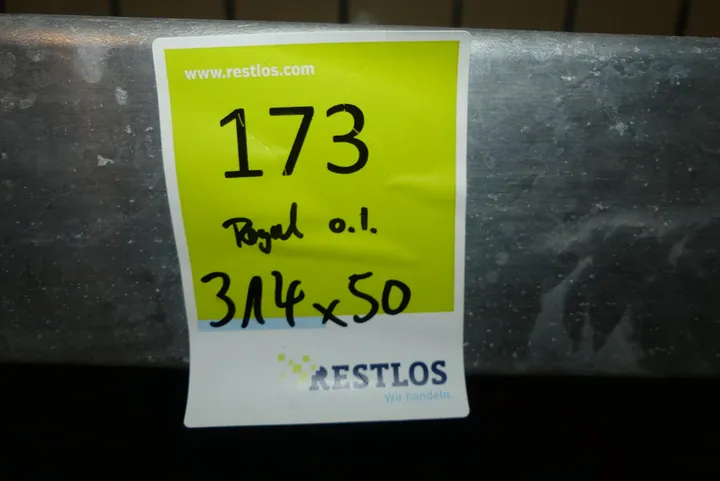 www.restlos.com
173
Regal o.l.
314x50
RESTLOS
Wir handeln.